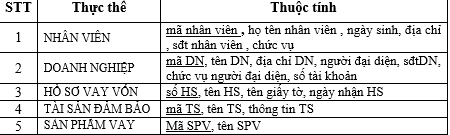 STT Thực thể Thuộc tính
1 NHÂN VIÊN mã nhân viên , họ tên nhân viên , ngày sinh, địa chỉ
, sđt nhân viên , chức vụ
2 DOANH NGHIỆP mã DN, tên DN, địa chỉ DN, người đại diện, sđtDN,
chức vụ người đại diện, số tài khoản
3 HỒ SƠ VAY VỐN số HS, tên HS, tên giấy tờ, ngày nhận HS
4 TÀI SẢN ĐẢM BẢO mã TS, tên TS, thông tin TS
5 SẢN PHẨM VAY Mã SPV, tên SPV